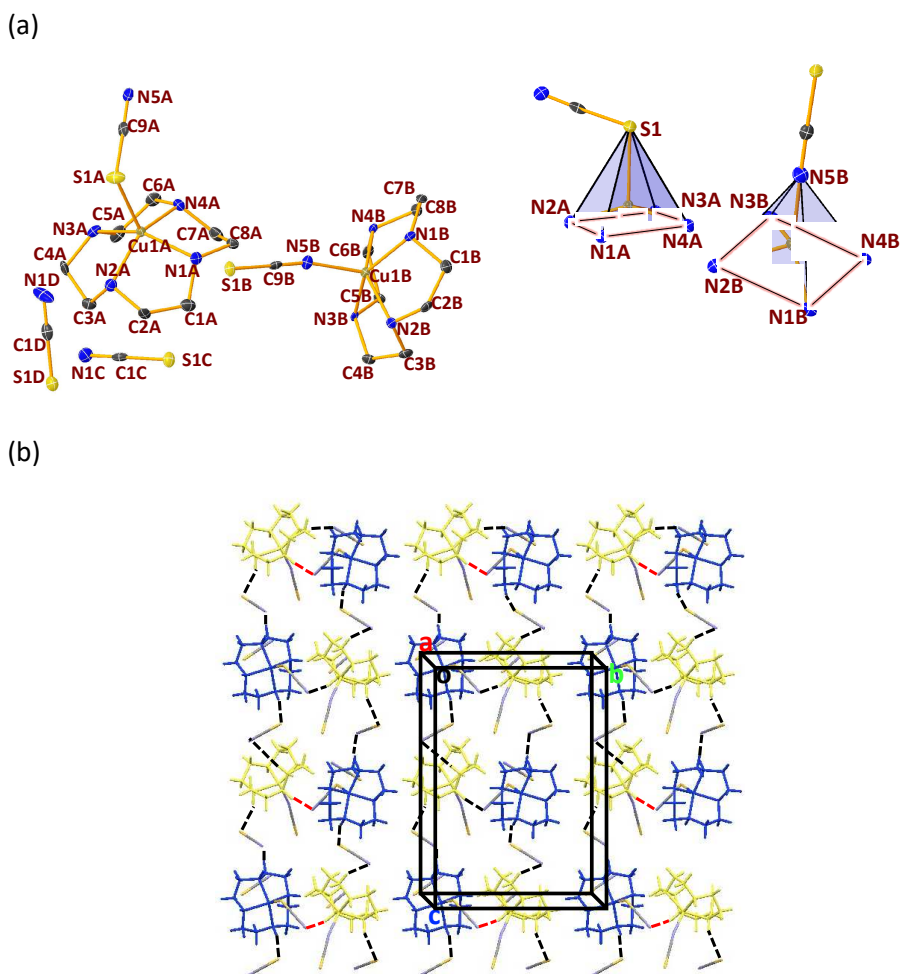 (a)
N5A
C9A
S1A
C6A
N4A
N3A
C5A
C7A
C8A
C4A
Cu1A
N2A
N1A
N1D
C3A
C2A
C1A
C1D
S1D
N1C
C1C
S1C
C7B
N4B
C8B
N5B
C6B
N1B
S1B
C9B
Cu1B
C1B
C5B
N3B
C2B
N2B
C4B
C3B
S1
N2A
N3A
N1A
N4A
N5B
N3B
N4B
N2B
N1B
(b)
a
o
b
c